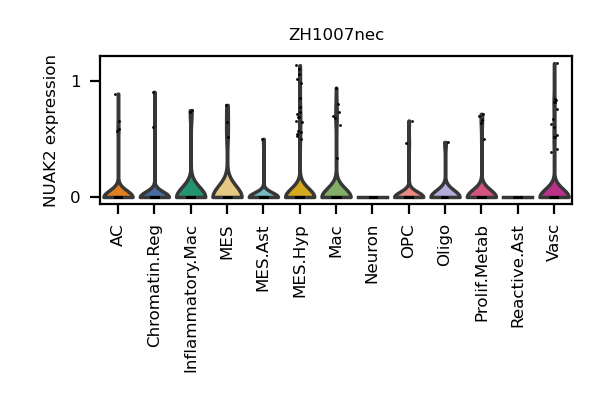 ZH1007nec
NUAK2 expression
1
0
AC
Chromatin.Reg
Inflammatory.Mac
MES
MES.Ast
MES.Hyp
Mac
Neuron
OPC
Oligo
Prolif.Metab
Reactive.Ast
Vasc